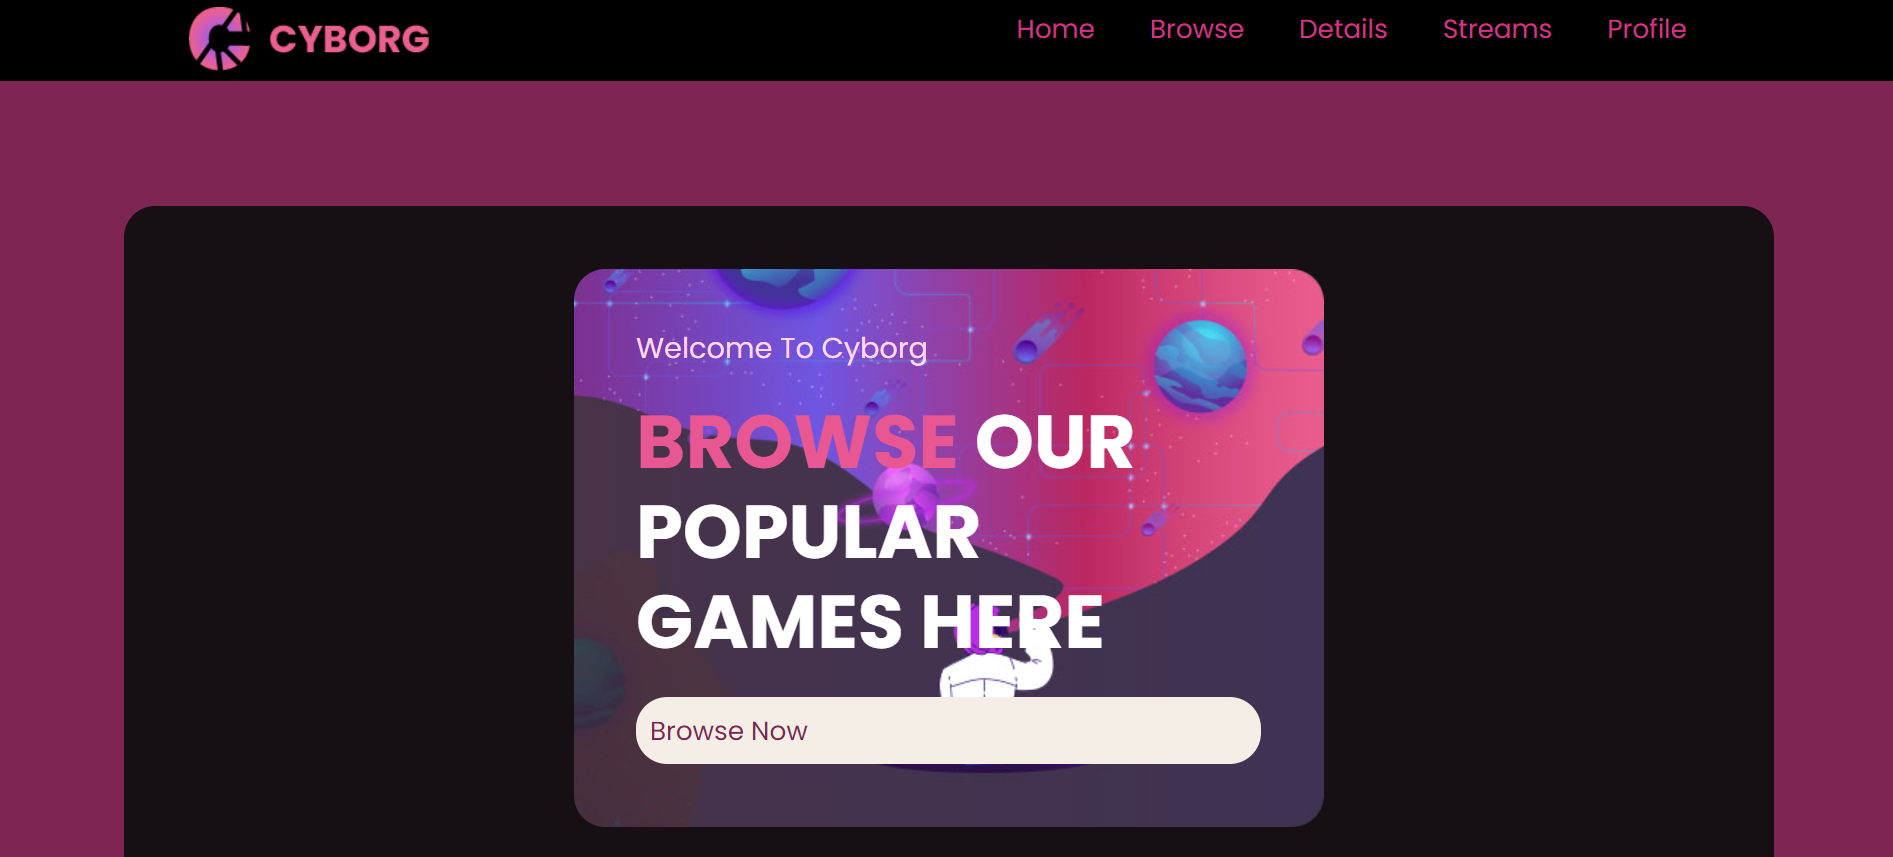 CYBORG
Home Browse Details Streams Profile
Welcome To Cyborg
BROWSE OUR
POPULAR
GAMES HERE
Browse Now